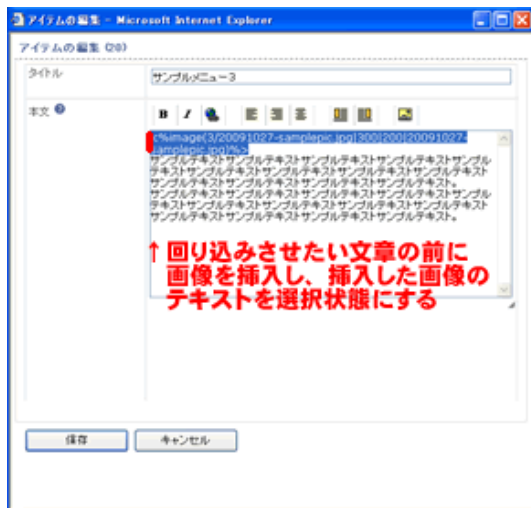 アイテムの編集 - Microsoft Internet Explorer
アイテムの編集 (20)
タイトル
サンプルメニュー3
本文
B I
<%image(3/20091027-samplepic.jpg|300|200|20091027-
samplepic.jpg)%>
サンプルテキストサンプルテキストサンプルテキストサンプルテキストサンプル
テキストサンプルテキストサンプルテキストサンプルテキストサンプルテキスト
サンプルテキストサンプルテキストサンプルテキストサンプルテキスト。
サンプルテキストサンプルテキストサンプルテキストサンプルテキストサンプル
テキストサンプルテキストサンプルテキストサンプルテキストサンプルテキスト
サンプルテキストサンプルテキストサンプルテキストサンプルテキスト。
↑回り込みさせたい文章の前に
画像を挿入し、挿入した画像の
テキストを選択状態にする
保存
キャンセル